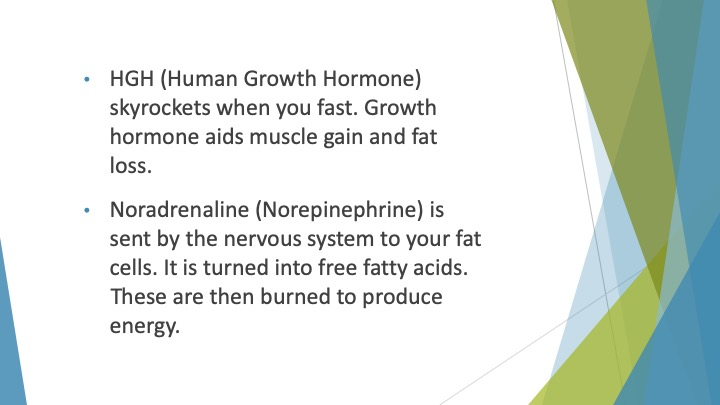 • HGH (Human Growth Hormone)
skyrockets when you fast. Growth
hormone aids muscle gain and fat
loss.
• Noradrenaline (Norepinephrine) is
sent by the nervous system to your fat
cells. It is turned into free fatty acids.
These are then burned to produce
energy.